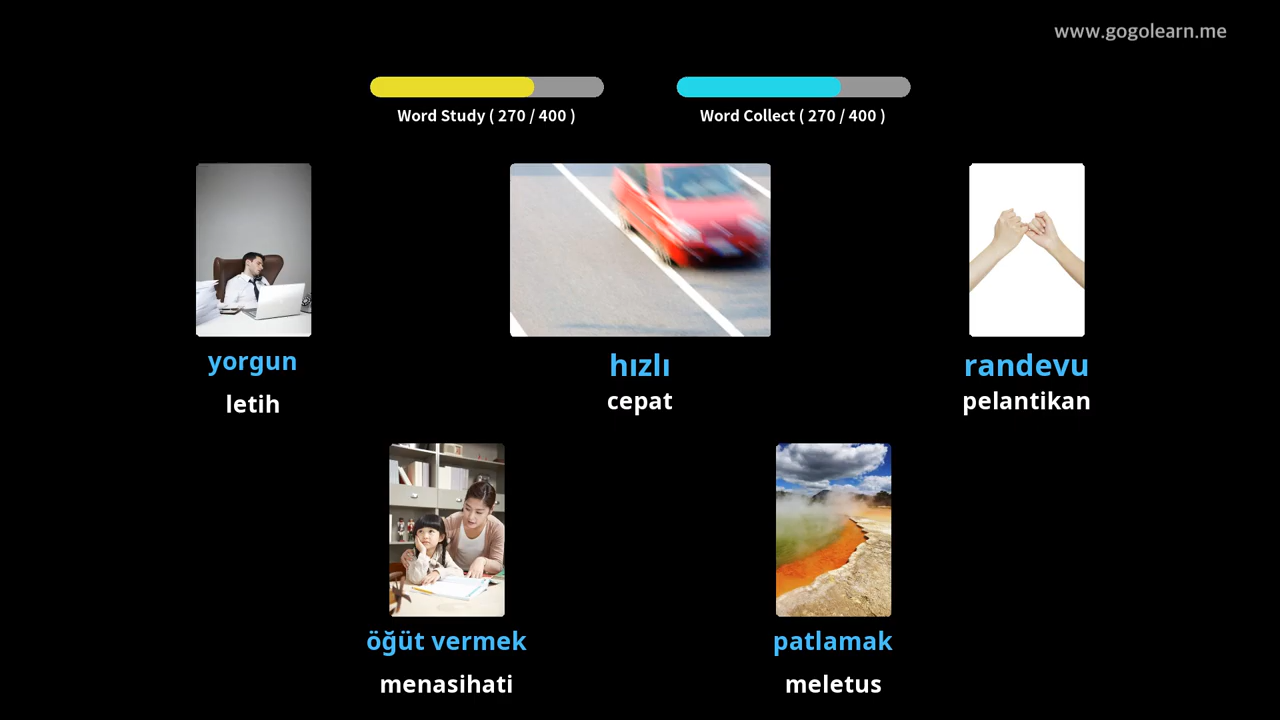 www.gogolearn.me
Word Study ( 270 / 400 )
Word Collect ( 270 / 400 )
yorgun
letih
hızlı
cepat
randevu
pelantikan
öğüt vermek
menasihati
patlamak
meletus